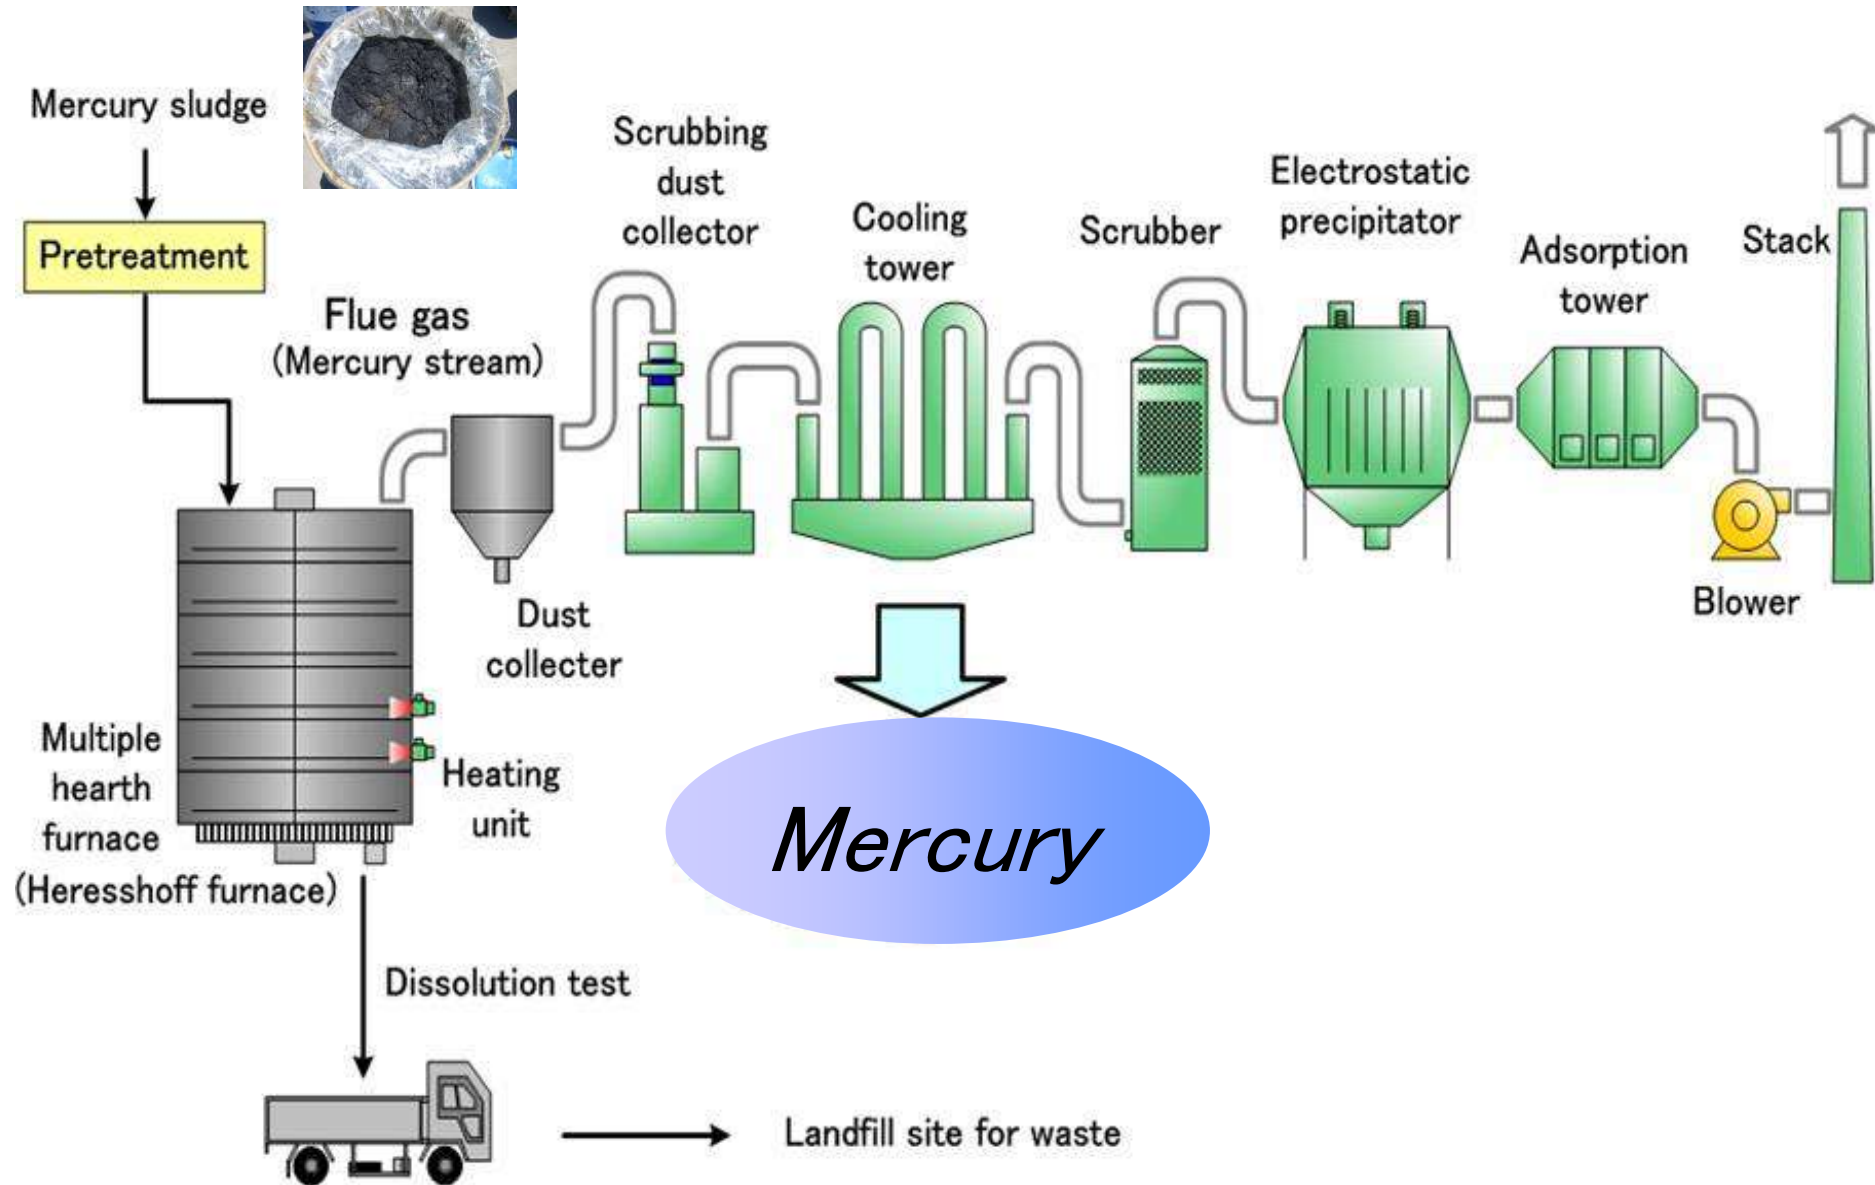 Mercury sludge
Pretreatment
Flue gas
(Mercury stream)
Scrubbing
dust
collector
Cooling
tower
Scrubber
Electrostatic
precipitator
Adsorption
tower
Stack
Blower
Dust
collecter
Multiple
hearth
furnace
(Heresshoff furnace)
Heating
unit
Mercury
Dissolution test
Landfill site for waste